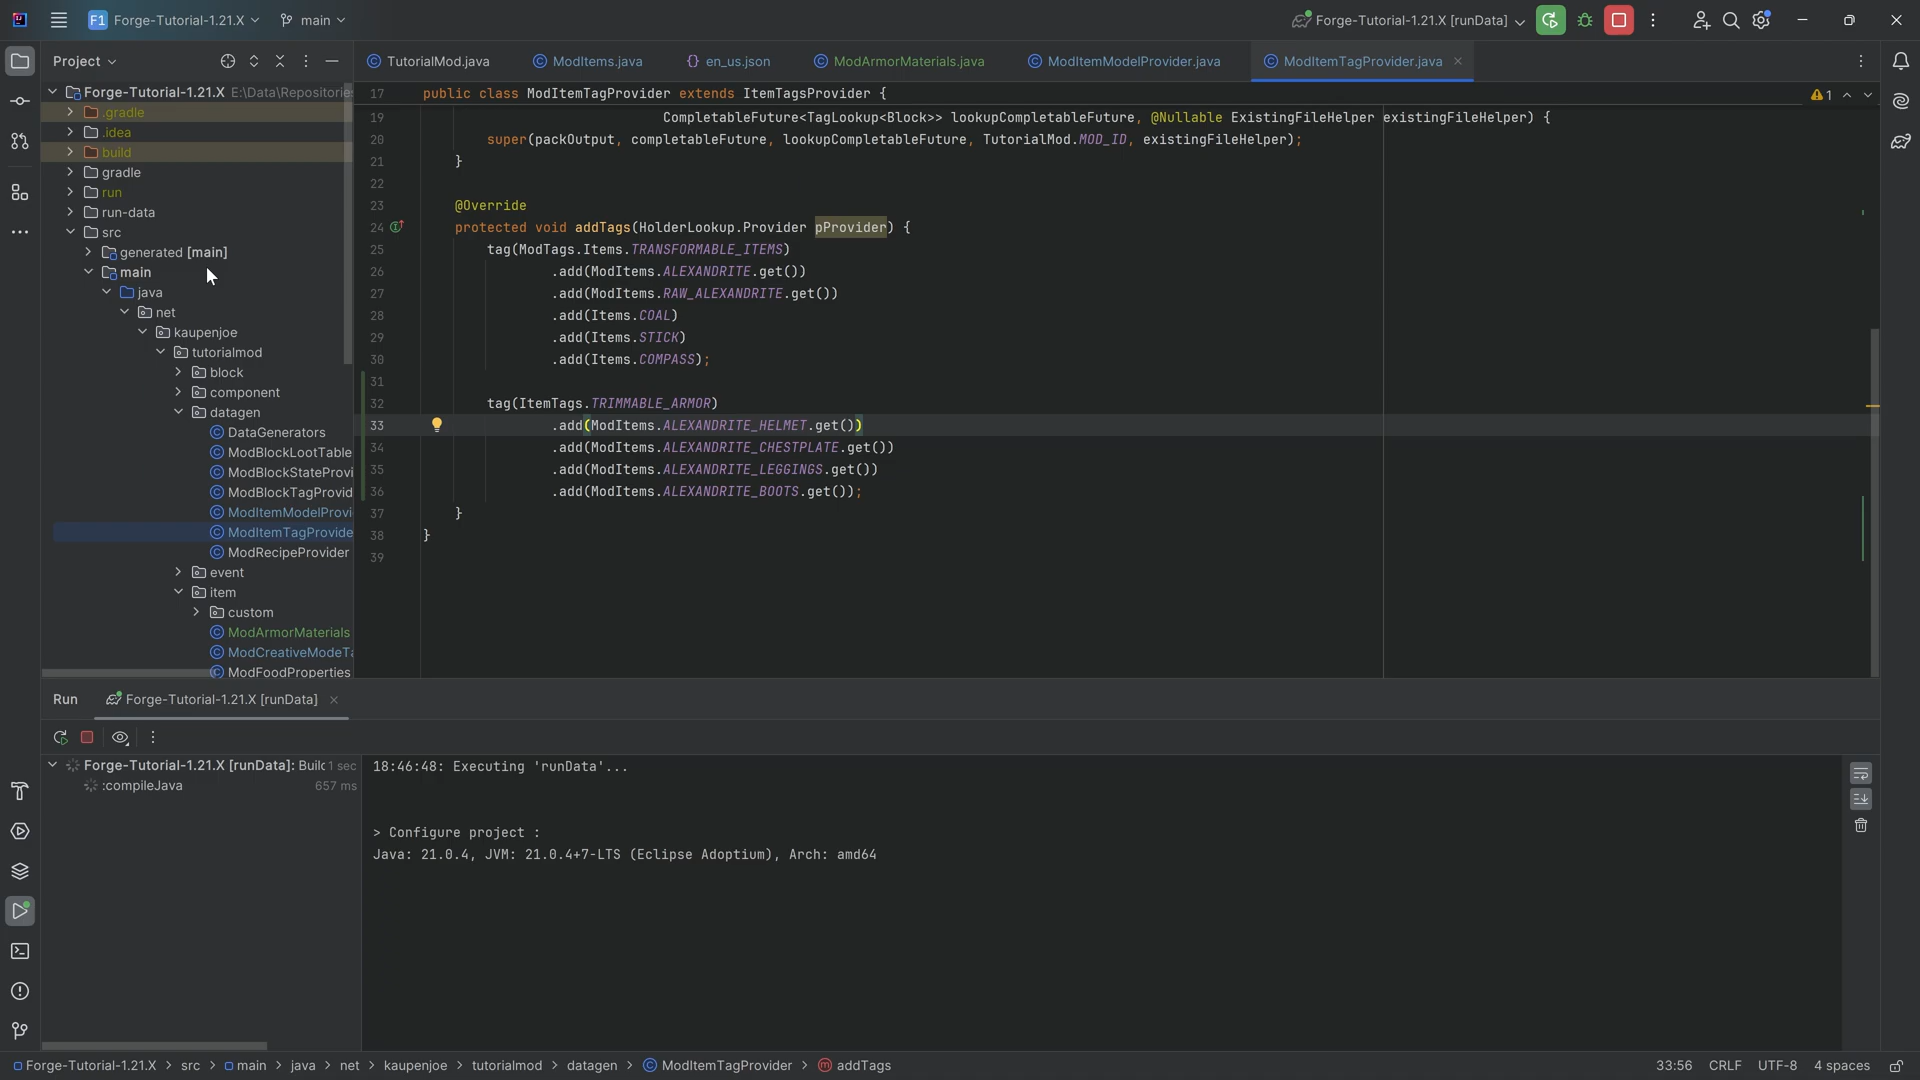 F1 Forge-Tutorial-1.21.X main Forge-Tutorial-1.21.X [runData]
Project
TutorialMod.java ModItems.java {} en_us.json ModArmorMaterials.java ModItemModelProvider.java ModItemTagProvider.java
Forge-Tutorial-1.21.X E:\Data\Repositories
.gradle
.idea
build
gradle
run
run-data
src
generated [main]
main
java
net
kaupenjoe
tutorialmod
block
component
datagen
DataGenerators
ModBlockLootTable
ModBlockStateProvi
ModBlockTagProvid
ModItemModelProvi
ModItemTagProvide
ModRecipeProvider
event
item
custom
ModArmorMaterials
ModCreativeModeTa
ModFoodProperties
17 public class ModItemTagProvider extends ItemTagsProvider {
1
19 CompletableFuture<TagLookup<Block>> lookupCompletableFuture, @Nullable ExistingFileHelper existingFileHelper) {
20 super(packOutput, completableFuture, lookupCompletableFuture, TutorialMod.MOD_ID, existingFileHelper);
21 }
22
23 @Override
24 protected void addTags(HolderLookup.Provider pProvider) {
25 tag(ModTags.Items.TRANSFORMABLE_ITEMS)
26 .add(ModItems.ALEXANDRITE.get())
27 .add(ModItems.RAW_ALEXANDRITE.get())
28 .add(Items.COAL)
29 .add(Items.STICK)
30 .add(Items.COMPASS);
31
32 tag(ItemTags.TRIMMABLE_ARMOR)
33 .add(ModItems.ALEXANDRITE_HELMET.get())
34 .add(ModItems.ALEXANDRITE_CHESTPLATE.get())
35 .add(ModItems.ALEXANDRITE_LEGGINGS.get())
36 .add(ModItems.ALEXANDRITE_BOOTS.get());
37 }
38 }
39
Run Forge-Tutorial-1.21.X [runData]
Forge-Tutorial-1.21.X [runData]: Builc 1 sec
:compileJava 657 ms
18:46:48: Executing 'runData'...
> Configure project :
Java: 21.0.4, JVM: 21.0.4+7-LTS (Eclipse Adoptium), Arch: amd64
Forge-Tutorial-1.21.X > src > main > java > net > kaupenjoe > tutorialmod > datagen > ModItemTagProvider > addTags 33:56 CRLF UTF-8 4 spaces